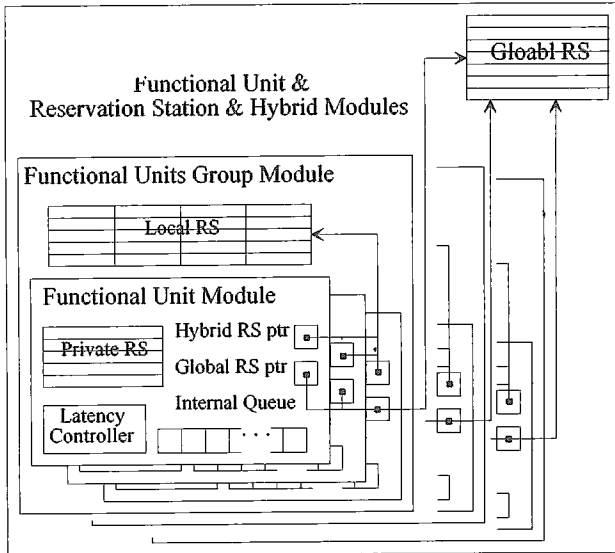 Gloabl RS
Functional Unit &
Reservation Station & Hybrid Modules
Functional Units Group Module
Local RS
Functional Unit Module
Hybrid RS ptr
Private RS
Global RS ptr
Internal Queue
Latency
Controller